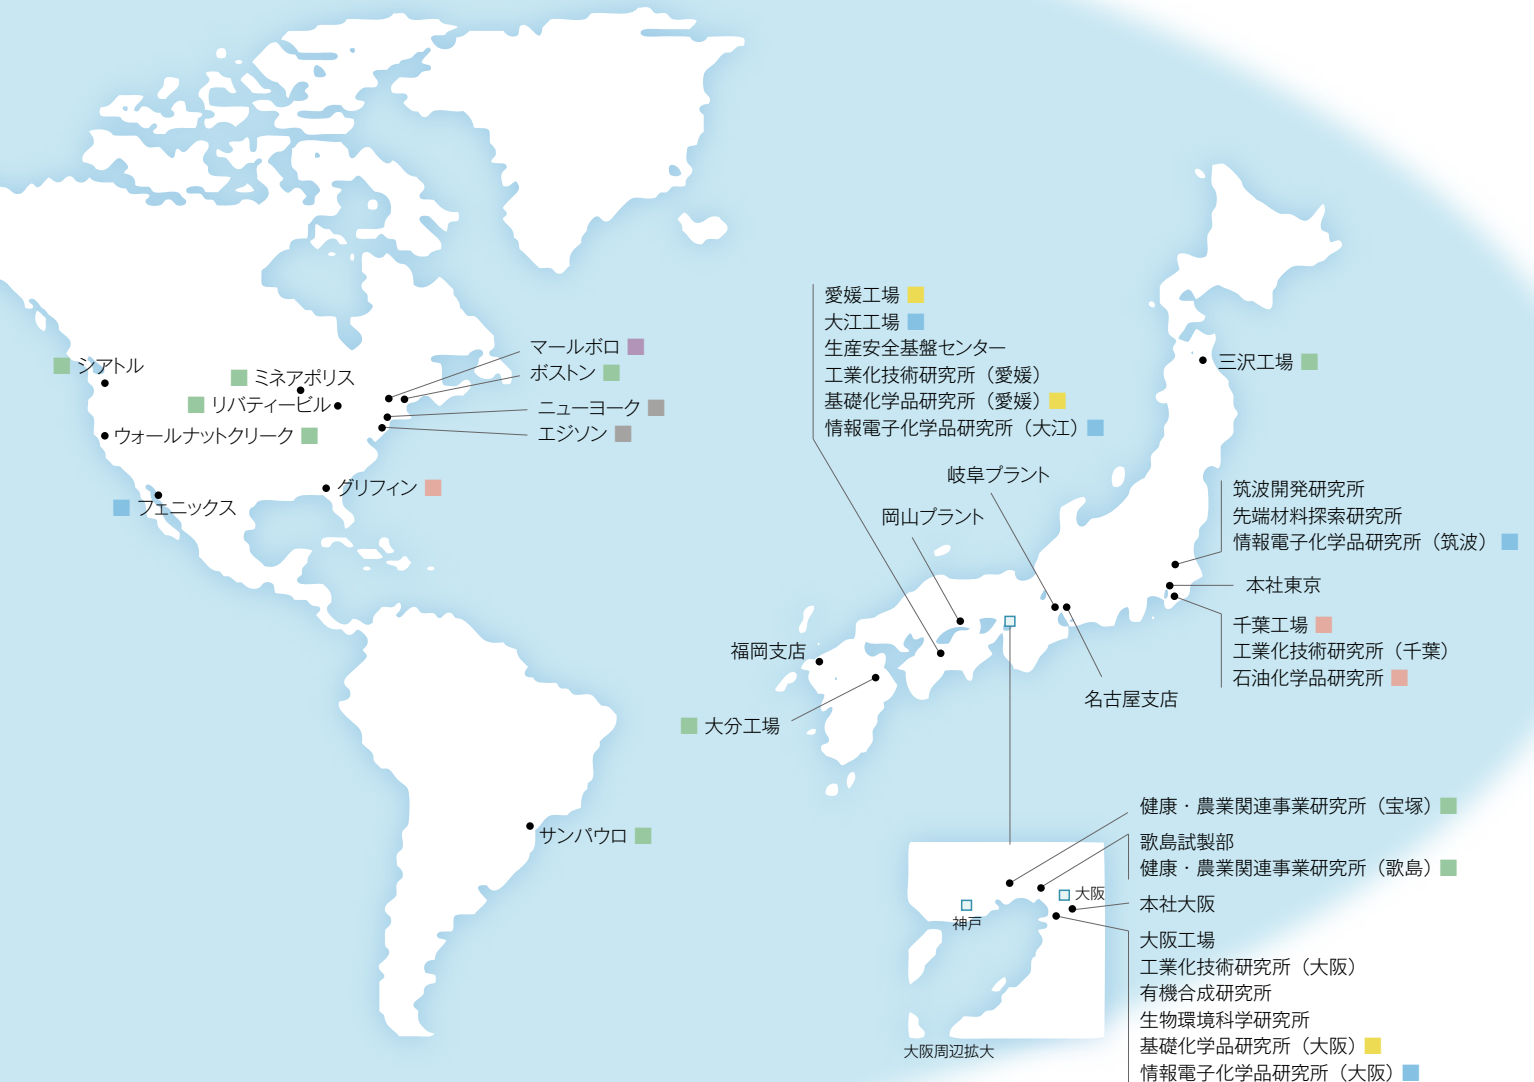 シアトル
ミネアポリス
リバティービル
ウォールナットクリーク
フェニックス
マールボロ
ボストン
ニューヨーク
エジソン
グリフィン
サンパウロ
愛媛工場
大江工場
生産安全基盤センター
工業化技術研究所（愛媛）
基礎化学品研究所（愛媛）
情報電子化学品研究所（大江）
岐阜プラント
岡山プラント
福岡支店
大分工場
三沢工場
筑波開発研究所
先端材料探索研究所
情報電子化学品研究所（筑波）
本社東京
千葉工場
工業化技術研究所（千葉）
石油化学品研究所
名古屋支店
健康・農業関連事業研究所（宝塚）
歌島試製部
健康・農業関連事業研究所（歌島）
大阪
神戸
本社大阪
大阪工場
工業化技術研究所（大阪）
有機合成研究所
生物環境科学研究所
基礎化学品研究所（大阪）
情報電子化学品研究所（大阪）
大阪周辺拡大